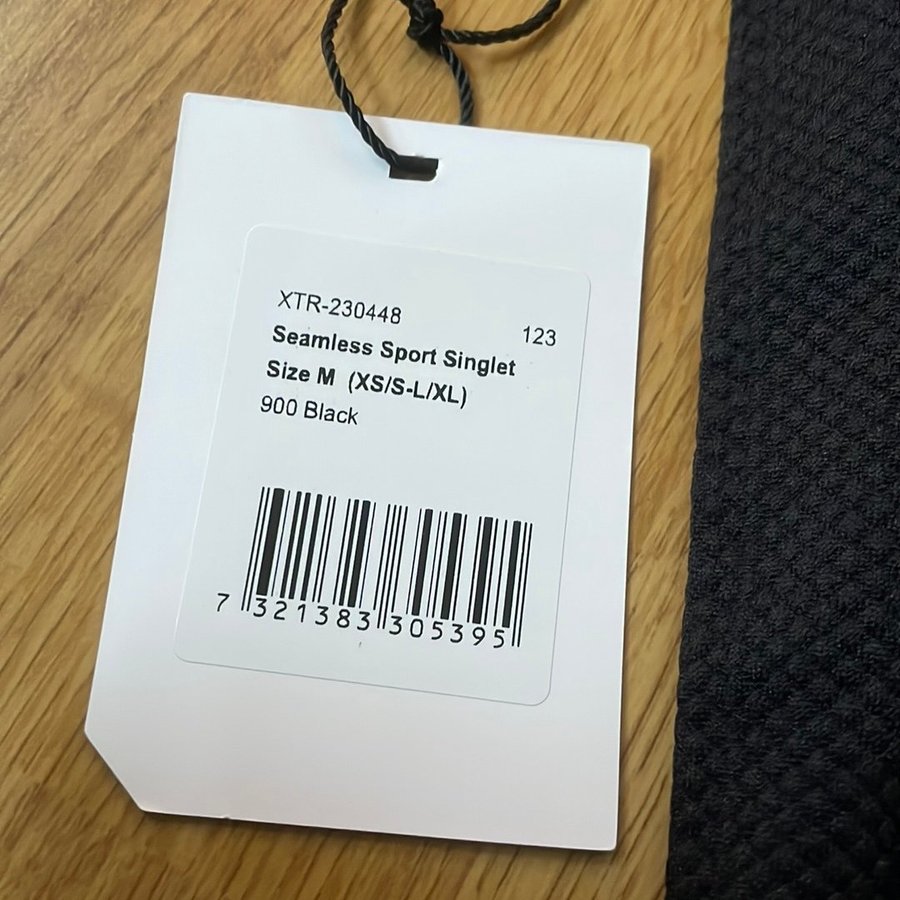 XTR-230448
123
Seamless Sport Singlet
Size M (XS/S-L/XL)
900 Black
7 321383 305395